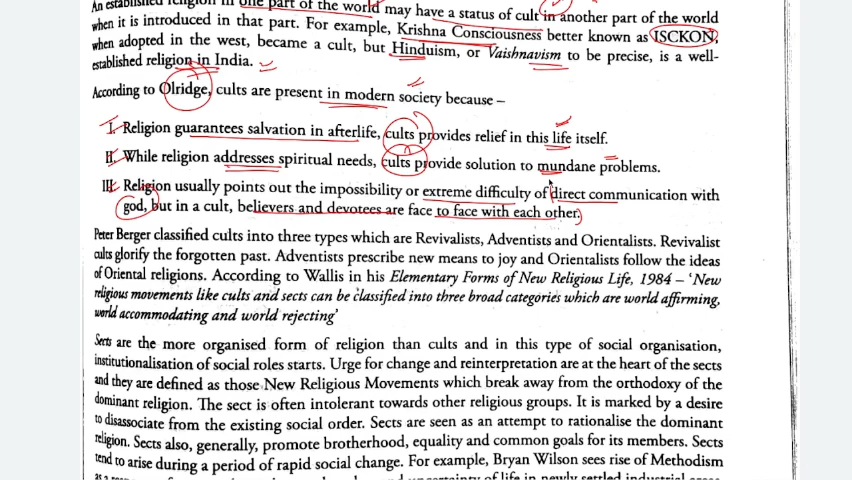 An established religion in one part of the world may have a status of cult in another part of the world
when it is introduced in that part. For example, Krishna Consciousness better known as ISCKON,
when adopted in the west, became a cult, but Hinduism, or Vaishnavism to be precise, is a well-
established religion in India.
According to Olridge, cults are present in modern society because –
I. Religion guarantees salvation in afterlife, cults provides relief in this life itself.
II. While religion addresses spiritual needs, cults provide solution to mundane problems.
III. Religion usually points out the impossibility or extreme difficulty of direct communication with
god, but in a cult, believers and devotees are face to face with each other.
Peter Berger classified cults into three types which are Revivalists, Adventists and Orientalists. Revivalist
cults glorify the forgotten past. Adventists prescribe new means to joy and Orientalists follow the ideas
of Oriental religions. According to Wallis in his Elementary Forms of New Religious Life, 1984 – 'New
religious movements like cults and sects can be classified into three broad categories which are world affirming,
world accommodating and world rejecting'
Sects are the more organised form of religion than cults and in this type of social organisation,
institutionalisation of social roles starts. Urge for change and reinterpretation are at the heart of the sects
and they are defined as those New Religious Movements which break away from the orthodoxy of the
dominant religion. The sect is often intolerant towards other religious groups. It is marked by a desire
to disassociate from the existing social order. Sects are seen as an attempt to rationalise the dominant
religion. Sects also, generally, promote brotherhood, equality and common goals for its members. Sects
tend to arise during a period of rapid social change. For example, Bryan Wilson sees rise of Methodism
as a of life in newly settled industrial